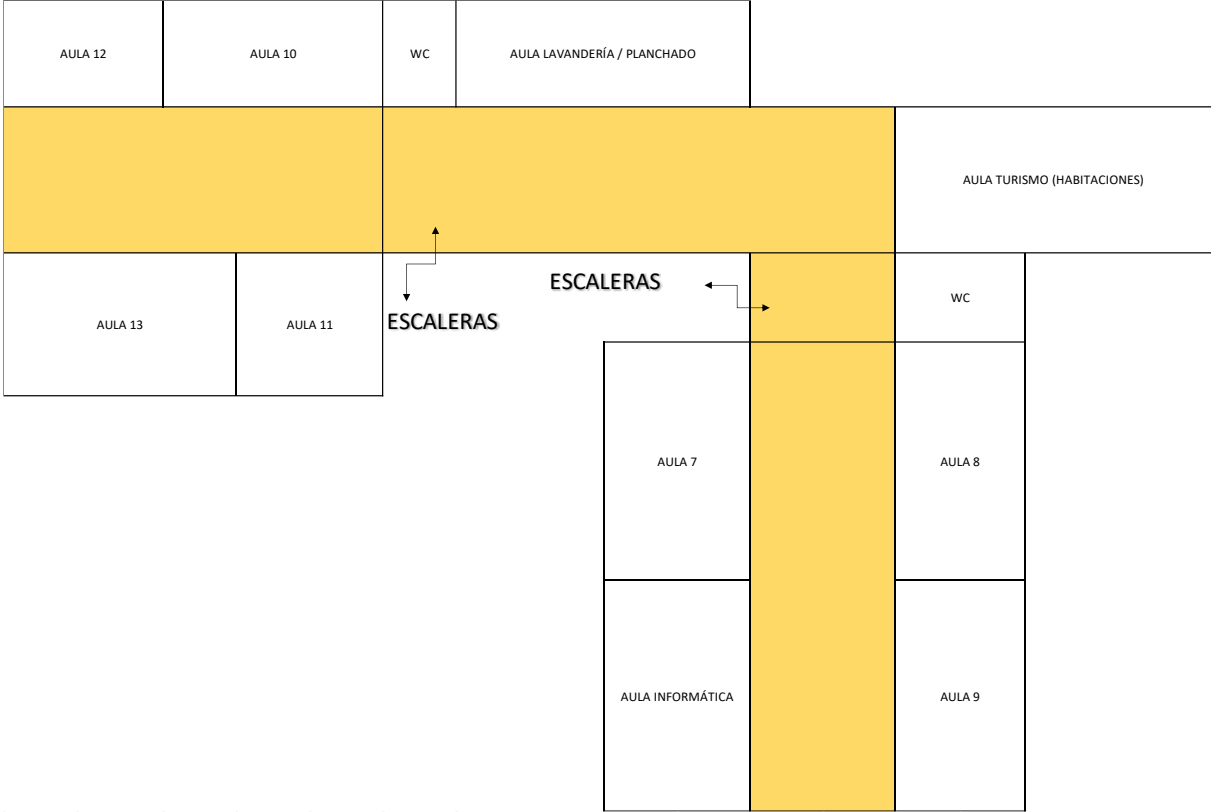 AULA 12
AULA 10
WC
AULA LAVANDERÍA / PLANCHADO
AULA TURISMO (HABITACIONES)
ESCALERAS
WC
AULA 13
AULA 11
ESCALERAS
AULA 7
AULA 8
AULA INFORMÁTICA
AULA 9